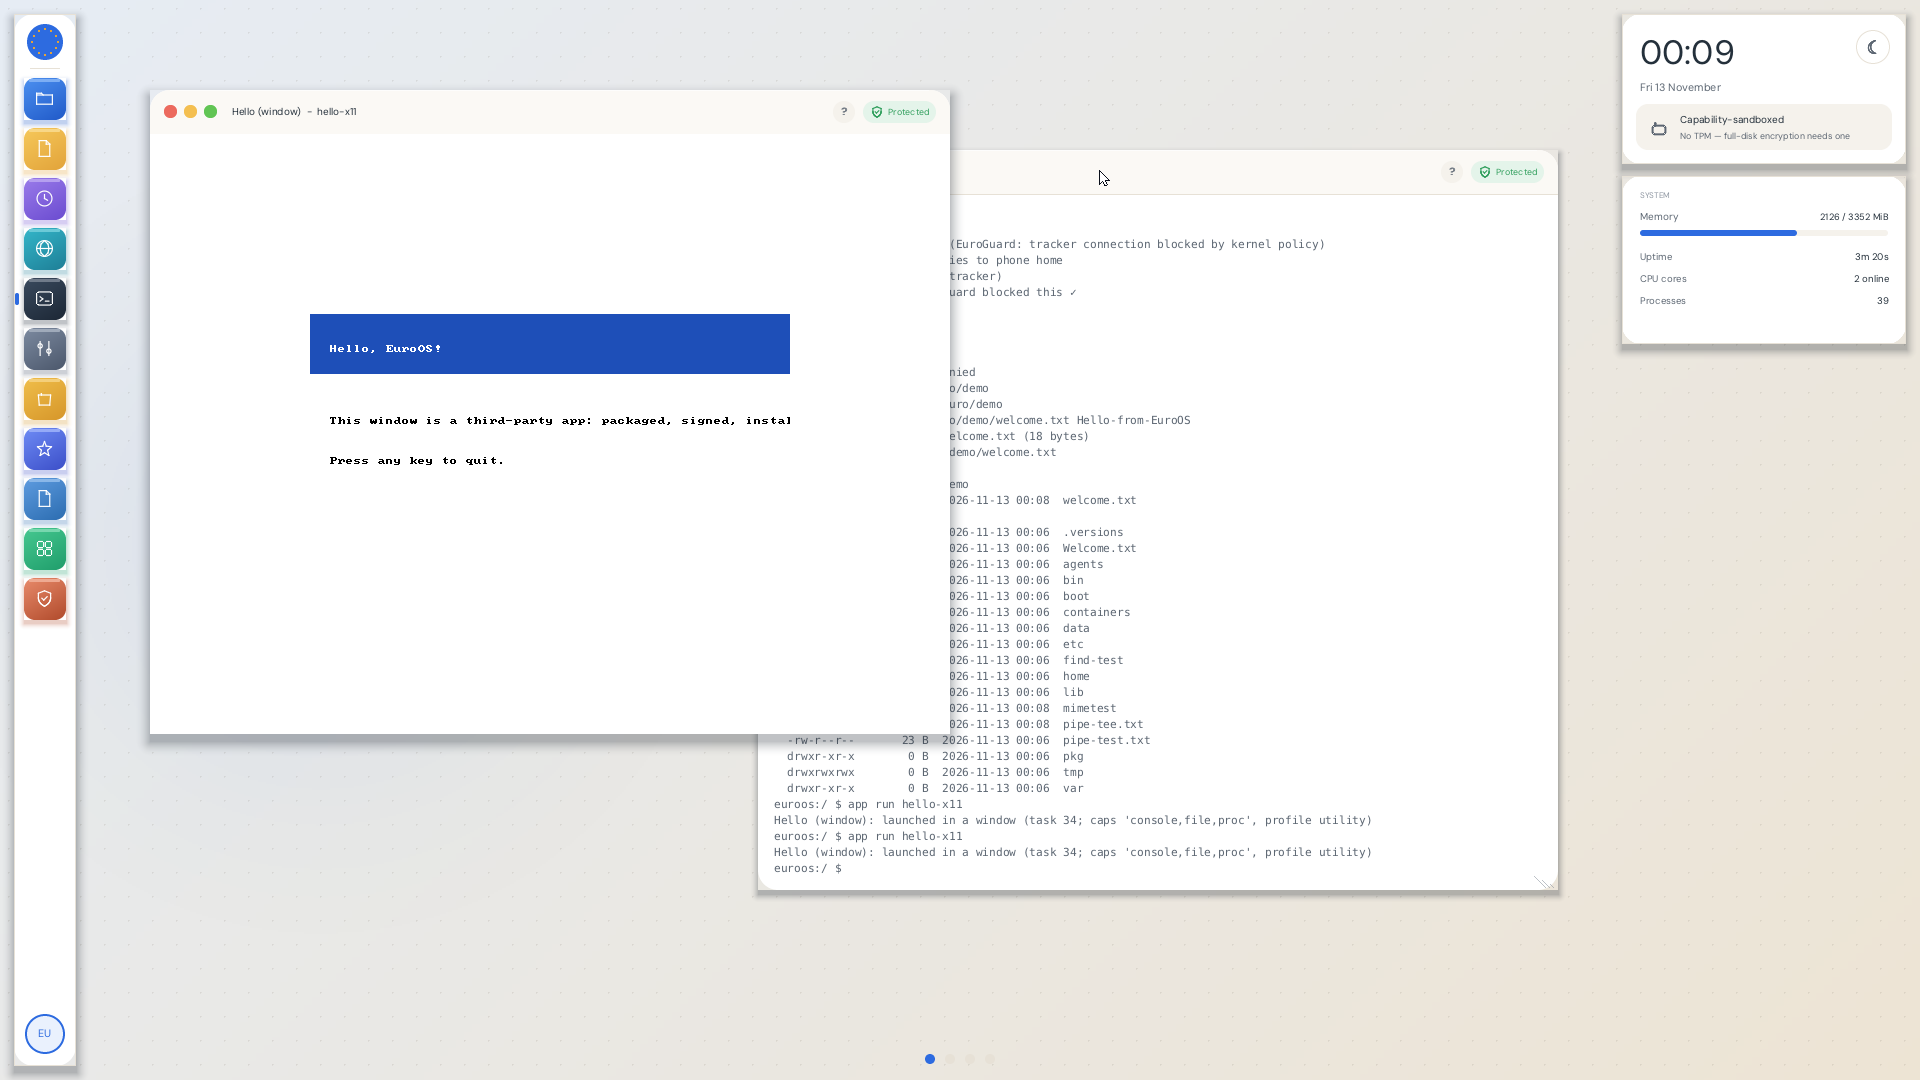 Hello (window) - hello-x11
?
Protected
Hello, EuroOS!
This window is a third-party app: packaged, signed, instal
Press any key to quit.
?
Protected
(EuroGuard: tracker connection blocked by kernel policy)
ies to phone home
tracker)
uard blocked this ✓
nied
o/demo
uro/demo
o/demo/welcome.txt Hello-from-EuroOS
elcome.txt (18 bytes)
demo/welcome.txt
emo
026-11-13 00:08 welcome.txt
026-11-13 00:06 .versions
026-11-13 00:06 Welcome.txt
026-11-13 00:06 agents
026-11-13 00:06 bin
026-11-13 00:06 boot
026-11-13 00:06 containers
026-11-13 00:06 data
026-11-13 00:06 etc
026-11-13 00:06 find-test
026-11-13 00:06 home
026-11-13 00:06 lib
026-11-13 00:08 mimetest
026-11-13 00:08 pipe-tee.txt
-rw-r--r-- 23 B 2026-11-13 00:06 pipe-test.txt
drwxr-xr-x 0 B 2026-11-13 00:06 pkg
drwxrwxrwx 0 B 2026-11-13 00:06 tmp
drwxr-xr-x 0 B 2026-11-13 00:06 var
euroos:/ $ app run hello-x11
Hello (window): launched in a window (task 34; caps 'console,file,proc', profile utility)
euroos:/ $ app run hello-x11
Hello (window): launched in a window (task 34; caps 'console,file,proc', profile utility)
euroos:/ $
00:09
Fri 13 November
Capability-sandboxed
No TPM — full-disk encryption needs one
SYSTEM
Memory 2126 / 3352 MiB
Uptime 3m 20s
CPU cores 2 online
Processes 39
EU